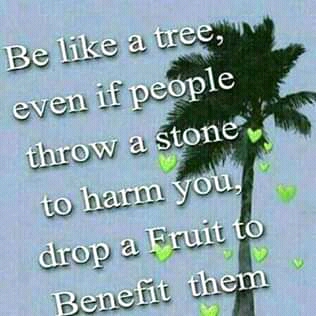 Be like a tree,
even if people
throw a stone
to harm you,
drop a Fruit to
Benefit them